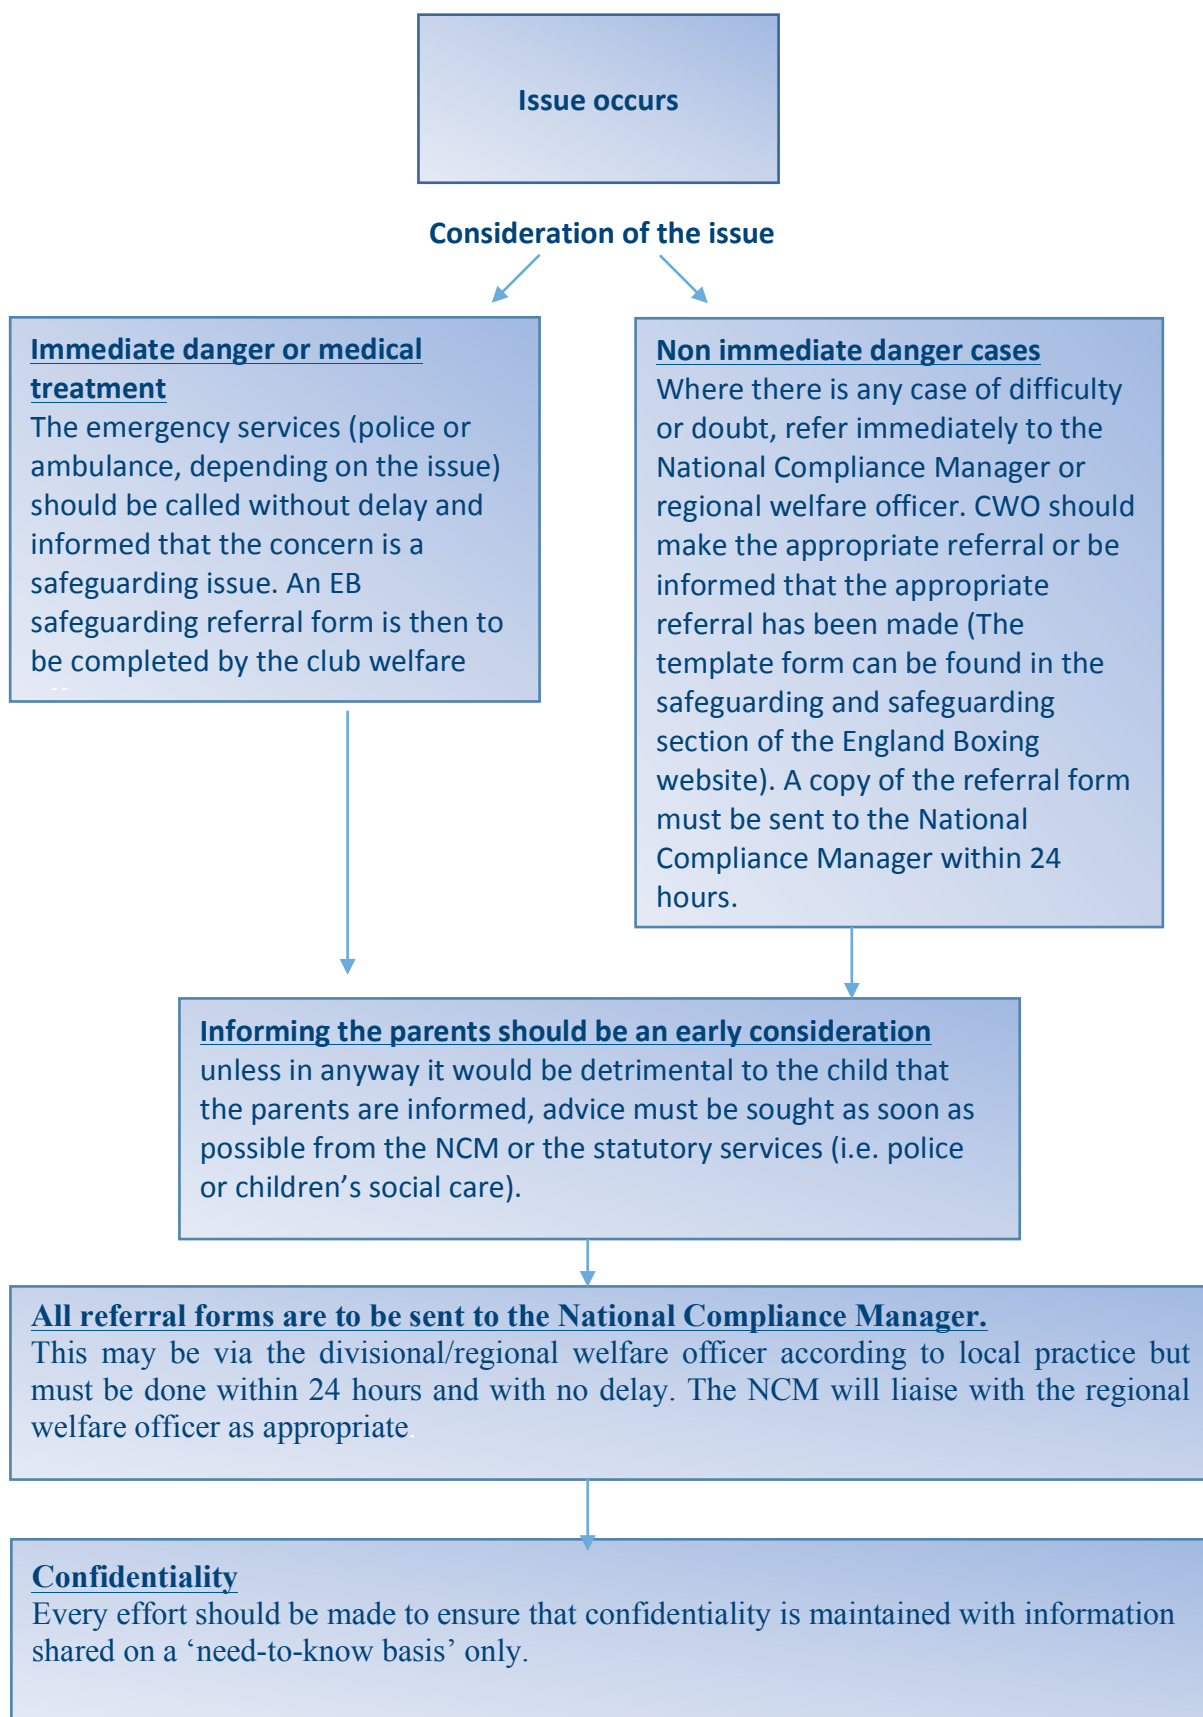 Issue occurs
Consideration of the issue
Immediate danger or medical
treatment
The emergency services (police or
ambulance, depending on the issue)
should be called without delay and
informed that the concern is a
safeguarding issue. An EB
safeguarding referral form is then to
be completed by the club welfare
Non immediate danger cases
Where there is any case of difficulty
or doubt, refer immediately to the
National Compliance Manager or
regional welfare officer. CWO should
make the appropriate referral or be
informed that the appropriate
referral has been made (The
template form can be found in the
safeguarding and safeguarding
section of the England Boxing
website). A copy of the referral form
must be sent to the National
Compliance Manager within 24
hours.
Informing the parents should be an early consideration
unless in anyway it would be detrimental to the child that
the parents are informed, advice must be sought as soon as
possible from the NCM or the statutory services (i.e. police
or children’s social care).
All referral forms are to be sent to the National Compliance Manager.
This may be via the divisional/regional welfare officer according to local practice but
must be done within 24 hours and with no delay. The NCM will liaise with the regional
welfare officer as appropriate.
Confidentiality
Every effort should be made to ensure that confidentiality is maintained with information
shared on a ‘need-to-know basis’ only.